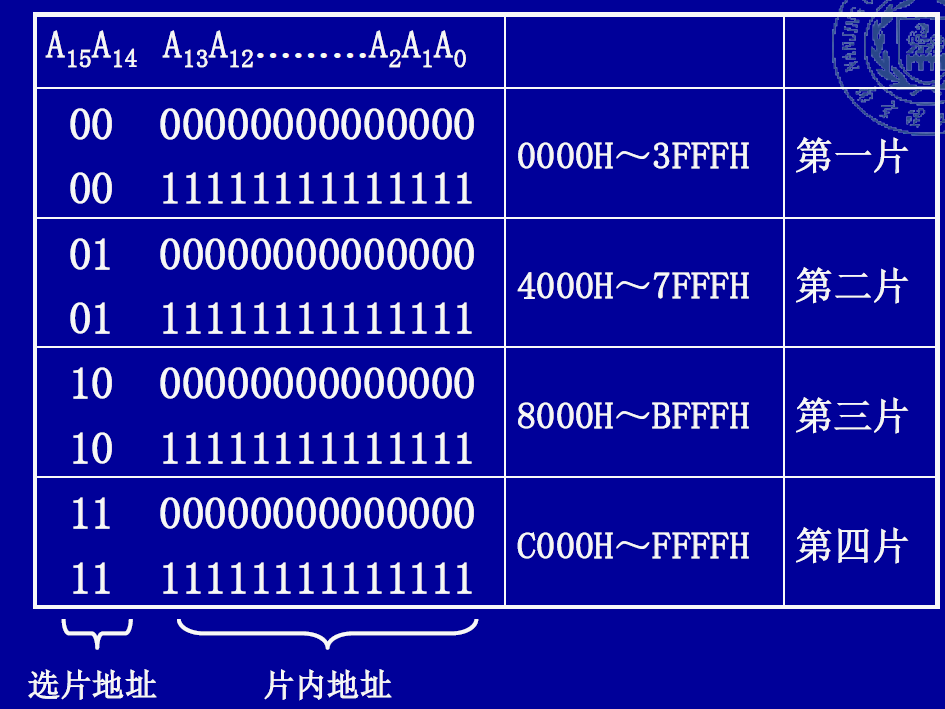 A₁₅A₁₄ A₁₃A₁₂………A₂A₁A₀
00 00000000000000
00 11111111111111
0000H～3FFFH
第一片
01 00000000000000
01 11111111111111
4000H～7FFFH
第二片
10 00000000000000
10 11111111111111
8000H～BFFFH
第三片
11 00000000000000
11 11111111111111
C000H～FFFFH
第四片
选片地址 片内地址